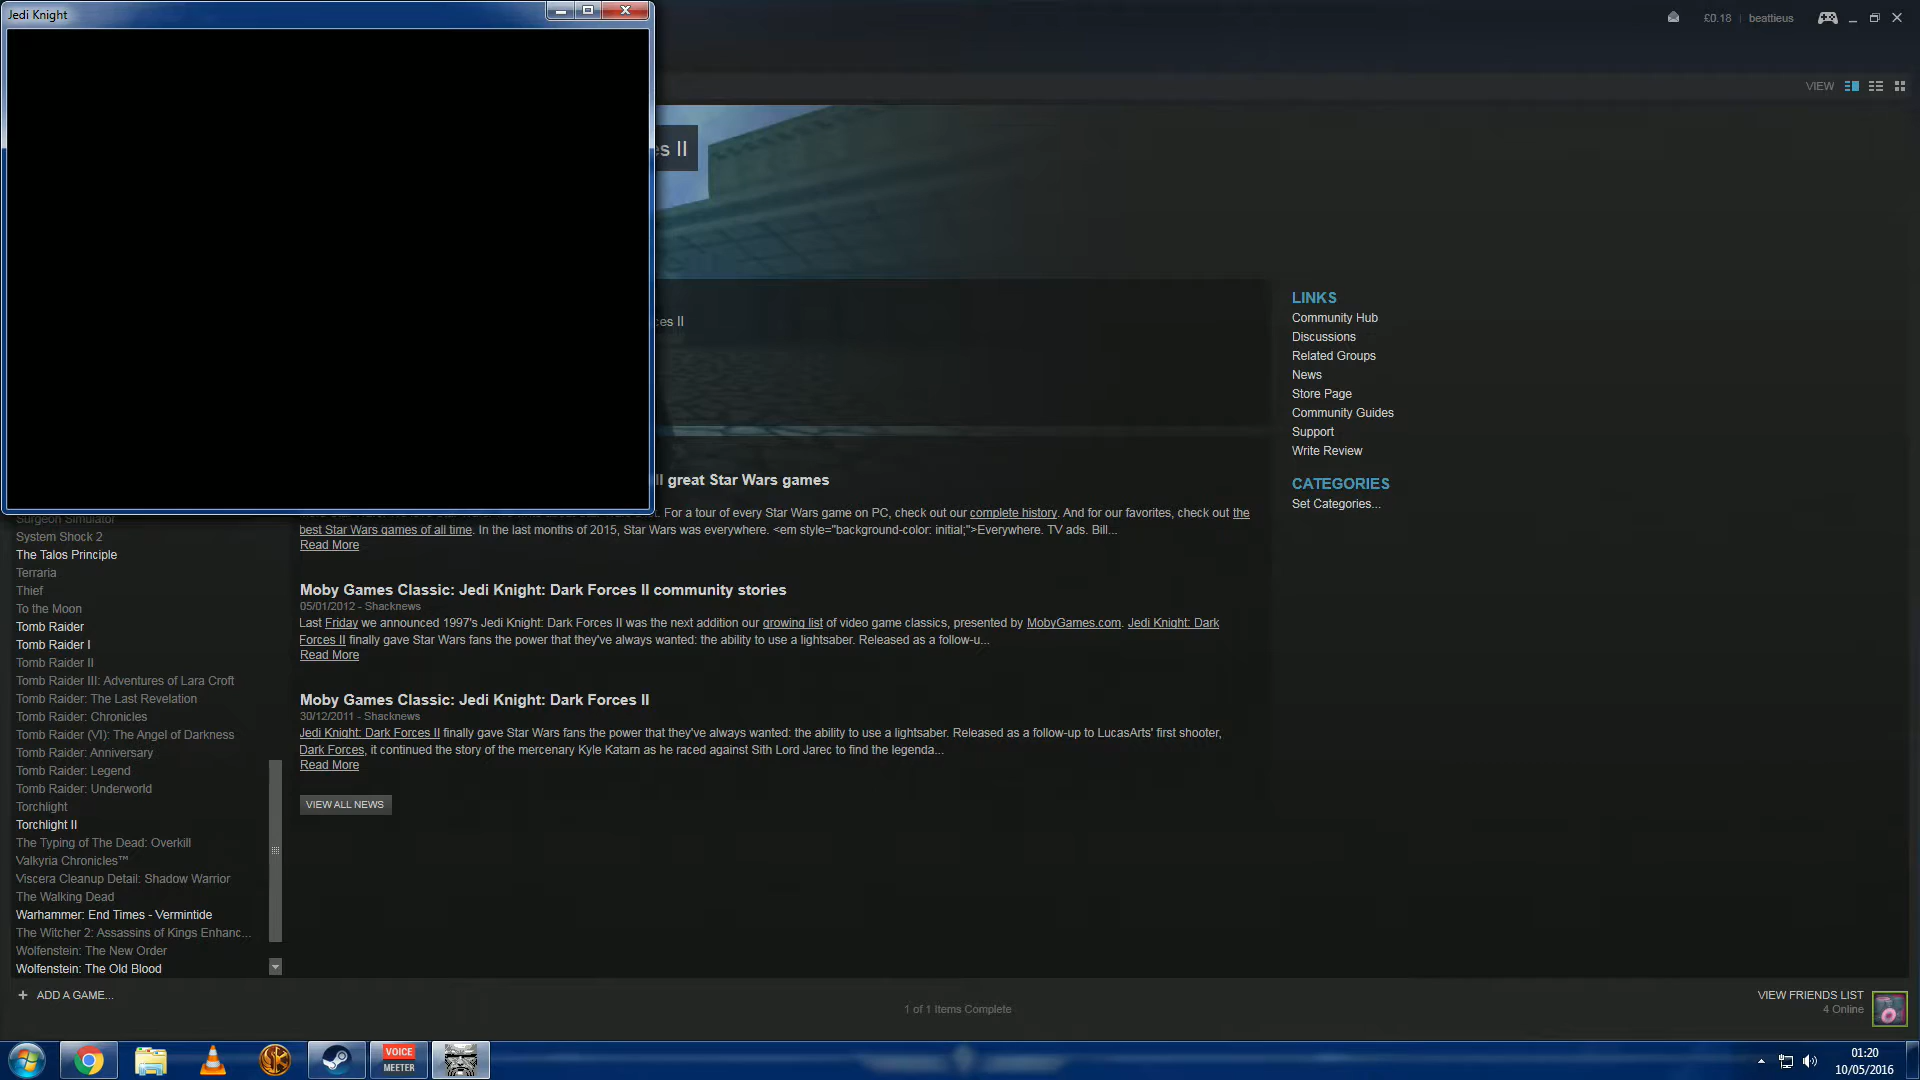 Jedi Knight
£0.18 | beattieus
VIEW
es II
es II
LINKS
Community Hub
Discussions
Related Groups
News
Store Page
Community Guides
Support
Write Review
CATEGORIES
Set Categories...
ll great Star Wars games
For a tour of every Star Wars game on PC, check out our complete history. And for our favorites, check out the
best Star Wars games of all time. In the last months of 2015, Star Wars was everywhere. <em style="background-color: initial;">Everywhere. TV ads. Bill...
Read More
Moby Games Classic: Jedi Knight: Dark Forces II community stories
05/01/2012 - Shacknews
Last Friday we announced 1997's Jedi Knight: Dark Forces II was the next addition our growing list of video game classics, presented by MobyGames.com. Jedi Knight: Dark
Forces II finally gave Star Wars fans the power that they've always wanted: the ability to use a lightsaber. Released as a follow-u...
Read More
Moby Games Classic: Jedi Knight: Dark Forces II
30/12/2011 - Shacknews
Jedi Knight: Dark Forces II finally gave Star Wars fans the power that they've always wanted: the ability to use a lightsaber. Released as a follow-up to LucasArts' first shooter,
Dark Forces, it continued the story of the mercenary Kyle Katarn as he raced against Sith Lord Jarec to find the legenda...
Read More
VIEW ALL NEWS
Surgeon Simulator
System Shock 2
The Talos Principle
Terraria
Thief
To the Moon
Tomb Raider
Tomb Raider I
Tomb Raider II
Tomb Raider III: Adventures of Lara Croft
Tomb Raider: The Last Revelation
Tomb Raider: Chronicles
Tomb Raider (VI): The Angel of Darkness
Tomb Raider: Anniversary
Tomb Raider: Legend
Tomb Raider: Underworld
Torchlight
Torchlight II
The Typing of The Dead: Overkill
Valkyria Chronicles™
Viscera Cleanup Detail: Shadow Warrior
The Walking Dead
Warhammer: End Times - Vermintide
The Witcher 2: Assassins of Kings Enhanc...
Wolfenstein: The New Order
Wolfenstein: The Old Blood
+ ADD A GAME...
1 of 1 Items Complete
VIEW FRIENDS LIST
4 Online
VOICE
MEETER
01:20
10/05/2016